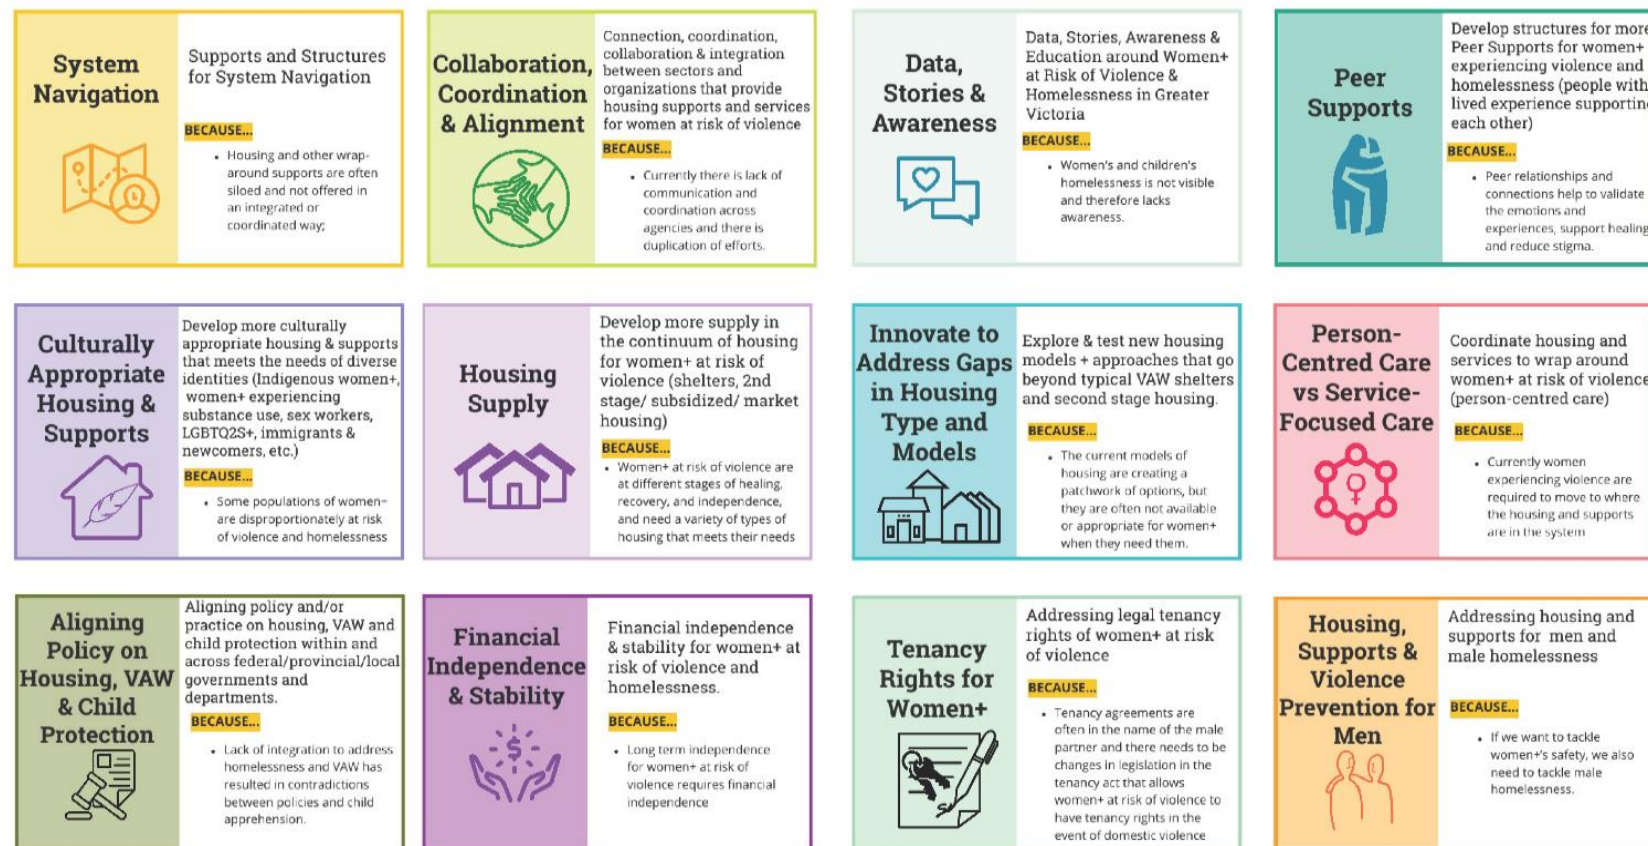 System
Navigation
Supports and Structures
for System Navigation
BECAUSE...
• Housing and other wrap-
around supports are often
siloed and not offered in
an integrated or
coordinated way;
Collaboration,
Coordination
& Alignment
Connection, coordination,
collaboration & integration
between sectors and
organizations that provide
housing supports and services
for women at risk of violence
BECAUSE...
• Currently there is lack of
communication and
coordination across
agencies and there is
duplication of efforts.
Data,
Stories &
Awareness
Data, Stories, Awareness &
Education around Women+
at Risk of Violence &
Homelessness in Greater
Victoria
BECAUSE...
• Women's and children's
homelessness is not visible
and therefore lacks
awareness.
Peer
Supports
Develop structures for more
Peer Supports for women+
experiencing violence and
homelessness (people with
lived experience supporting
each other)
BECAUSE...
• Peer relationships and
connections help to validate
the emotions and
experiences, support healing
and reduce stigma.
Culturally
Appropriate
Housing &
Supports
Develop more culturally
appropriate housing & supports
that meets the needs of diverse
identities (Indigenous women+,
women+ experiencing
substance use, sex workers,
LGBTQ2S+, immigrants &
newcomers, etc.)
BECAUSE...
• Some populations of women+
are disproportionately at risk
of violence and homelessness
Housing
Supply
Develop more supply in
the continuum of housing
for women+ at risk of
violence (shelters, 2nd
stage/ subsidized/ market
housing)
BECAUSE...
• Women+ at risk of violence are
at different stages of healing,
recovery, and independence,
and need a variety of types of
housing that meets their needs
Innovate to
Address Gaps
in Housing
Type and
Models
Explore & test new housing
models + approaches that go
beyond typical VAW shelters
and second stage housing.
BECAUSE...
• The current models of
housing are creating a
patchwork of options, but
they are often not available
or appropriate for women+
when they need them.
Person-
Centred Care
vs Service-
Focused Care
Coordinate housing and
services to wrap around
women+ at risk of violence
(person-centred care)
BECAUSE...
• Currently women
experiencing violence are
required to move to where
the housing and supports
are in the system
Aligning
Policy on
Housing, VAW
& Child
Protection
Aligning policy and/or
practice on housing, VAW and
child protection within and
across federal/provincial/local
governments and
departments.
BECAUSE...
• Lack of integration to address
homelessness and VAW has
resulted in contradictions
between policies and child
apprehension.
Financial
Independence
& Stability
Financial independence
& stability for women+ at
risk of violence and
homelessness.
BECAUSE...
• Long term independence
for women+ at risk of
violence requires financial
independence
$
Tenancy
Rights for
Women+
Addressing legal tenancy
rights of women+ at risk
of violence
BECAUSE...
• Tenancy agreements are
often in the name of the male
partner and there needs to be
changes in legislation in the
tenancy act that allows
women+ at risk of violence to
have tenancy rights in the
event of domestic violence
Housing,
Supports &
Violence
Prevention for
Men
Addressing housing and
supports for men and
male homelessness
BECAUSE...
• If we want to tackle
women+'s safety, we also
need to tackle male
homelessness.